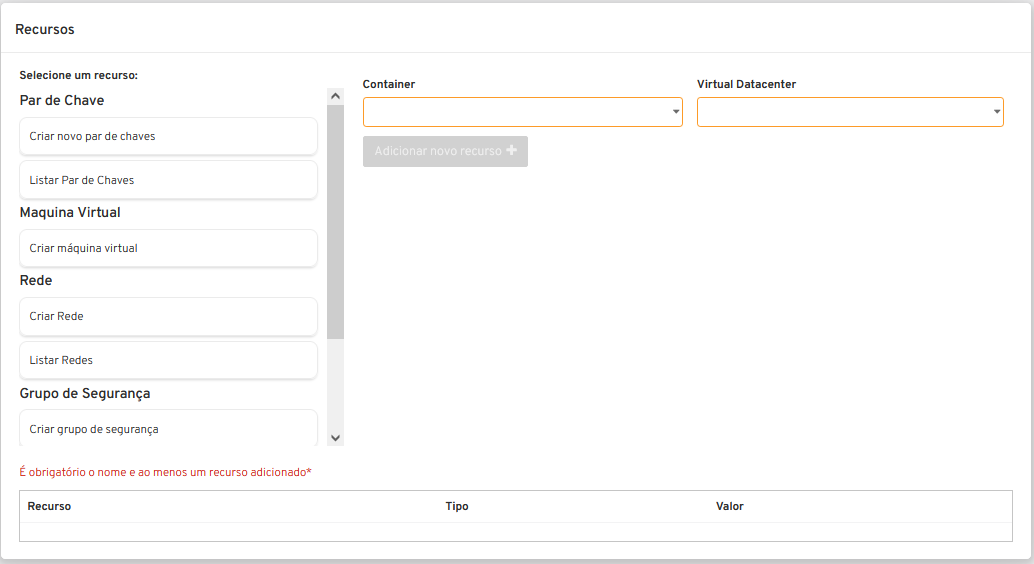 Recursos
Selecione um recurso:
Par de Chave
Criar novo par de chaves
Listar Par de Chaves
Maquina Virtual
Criar máquina virtual
Rede
Criar Rede
Listar Redes
Grupo de Segurança
Criar grupo de segurança
Container
Virtual Datacenter
Adicionar novo recurso +
É obrigatório o nome e ao menos um recurso adicionado*
Recurso Tipo Valor